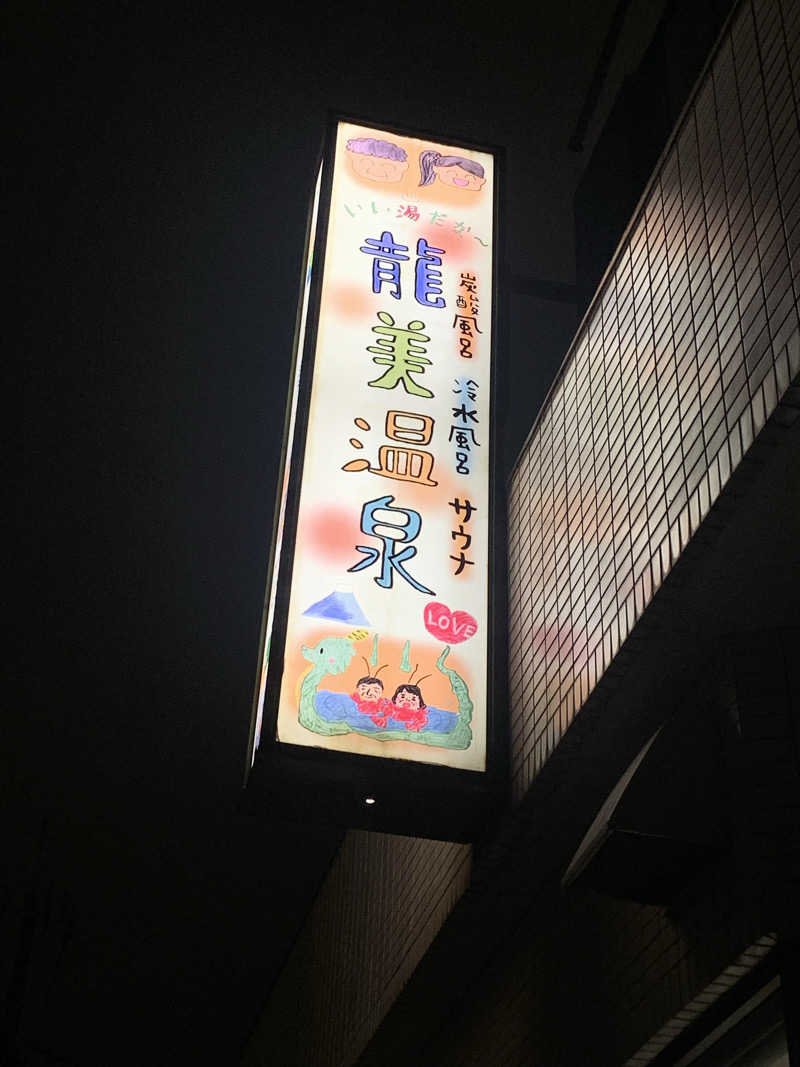 いい湯だな〜
龍美温泉
炭酸風呂 冷水風呂 サウナ
LOVE